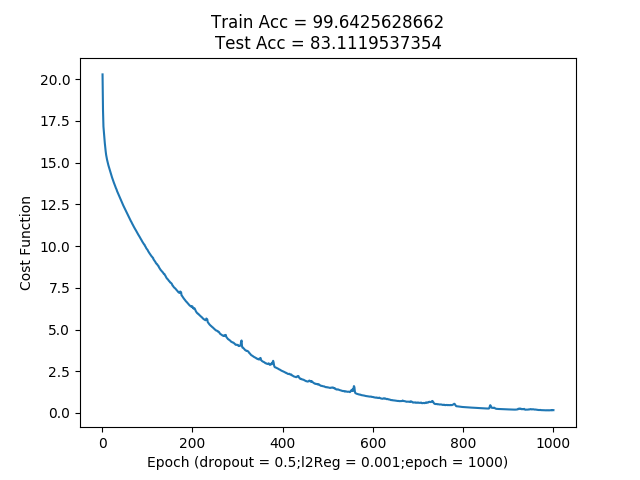 Train Acc = 99.6425628662
Test Acc = 83.1119537354
20.0
17.5
15.0
12.5
10.0
7.5
5.0
2.5
0.0
Cost Function
0 200 400 600 800 1000
Epoch (dropout = 0.5;l2Reg = 0.001;epoch = 1000)